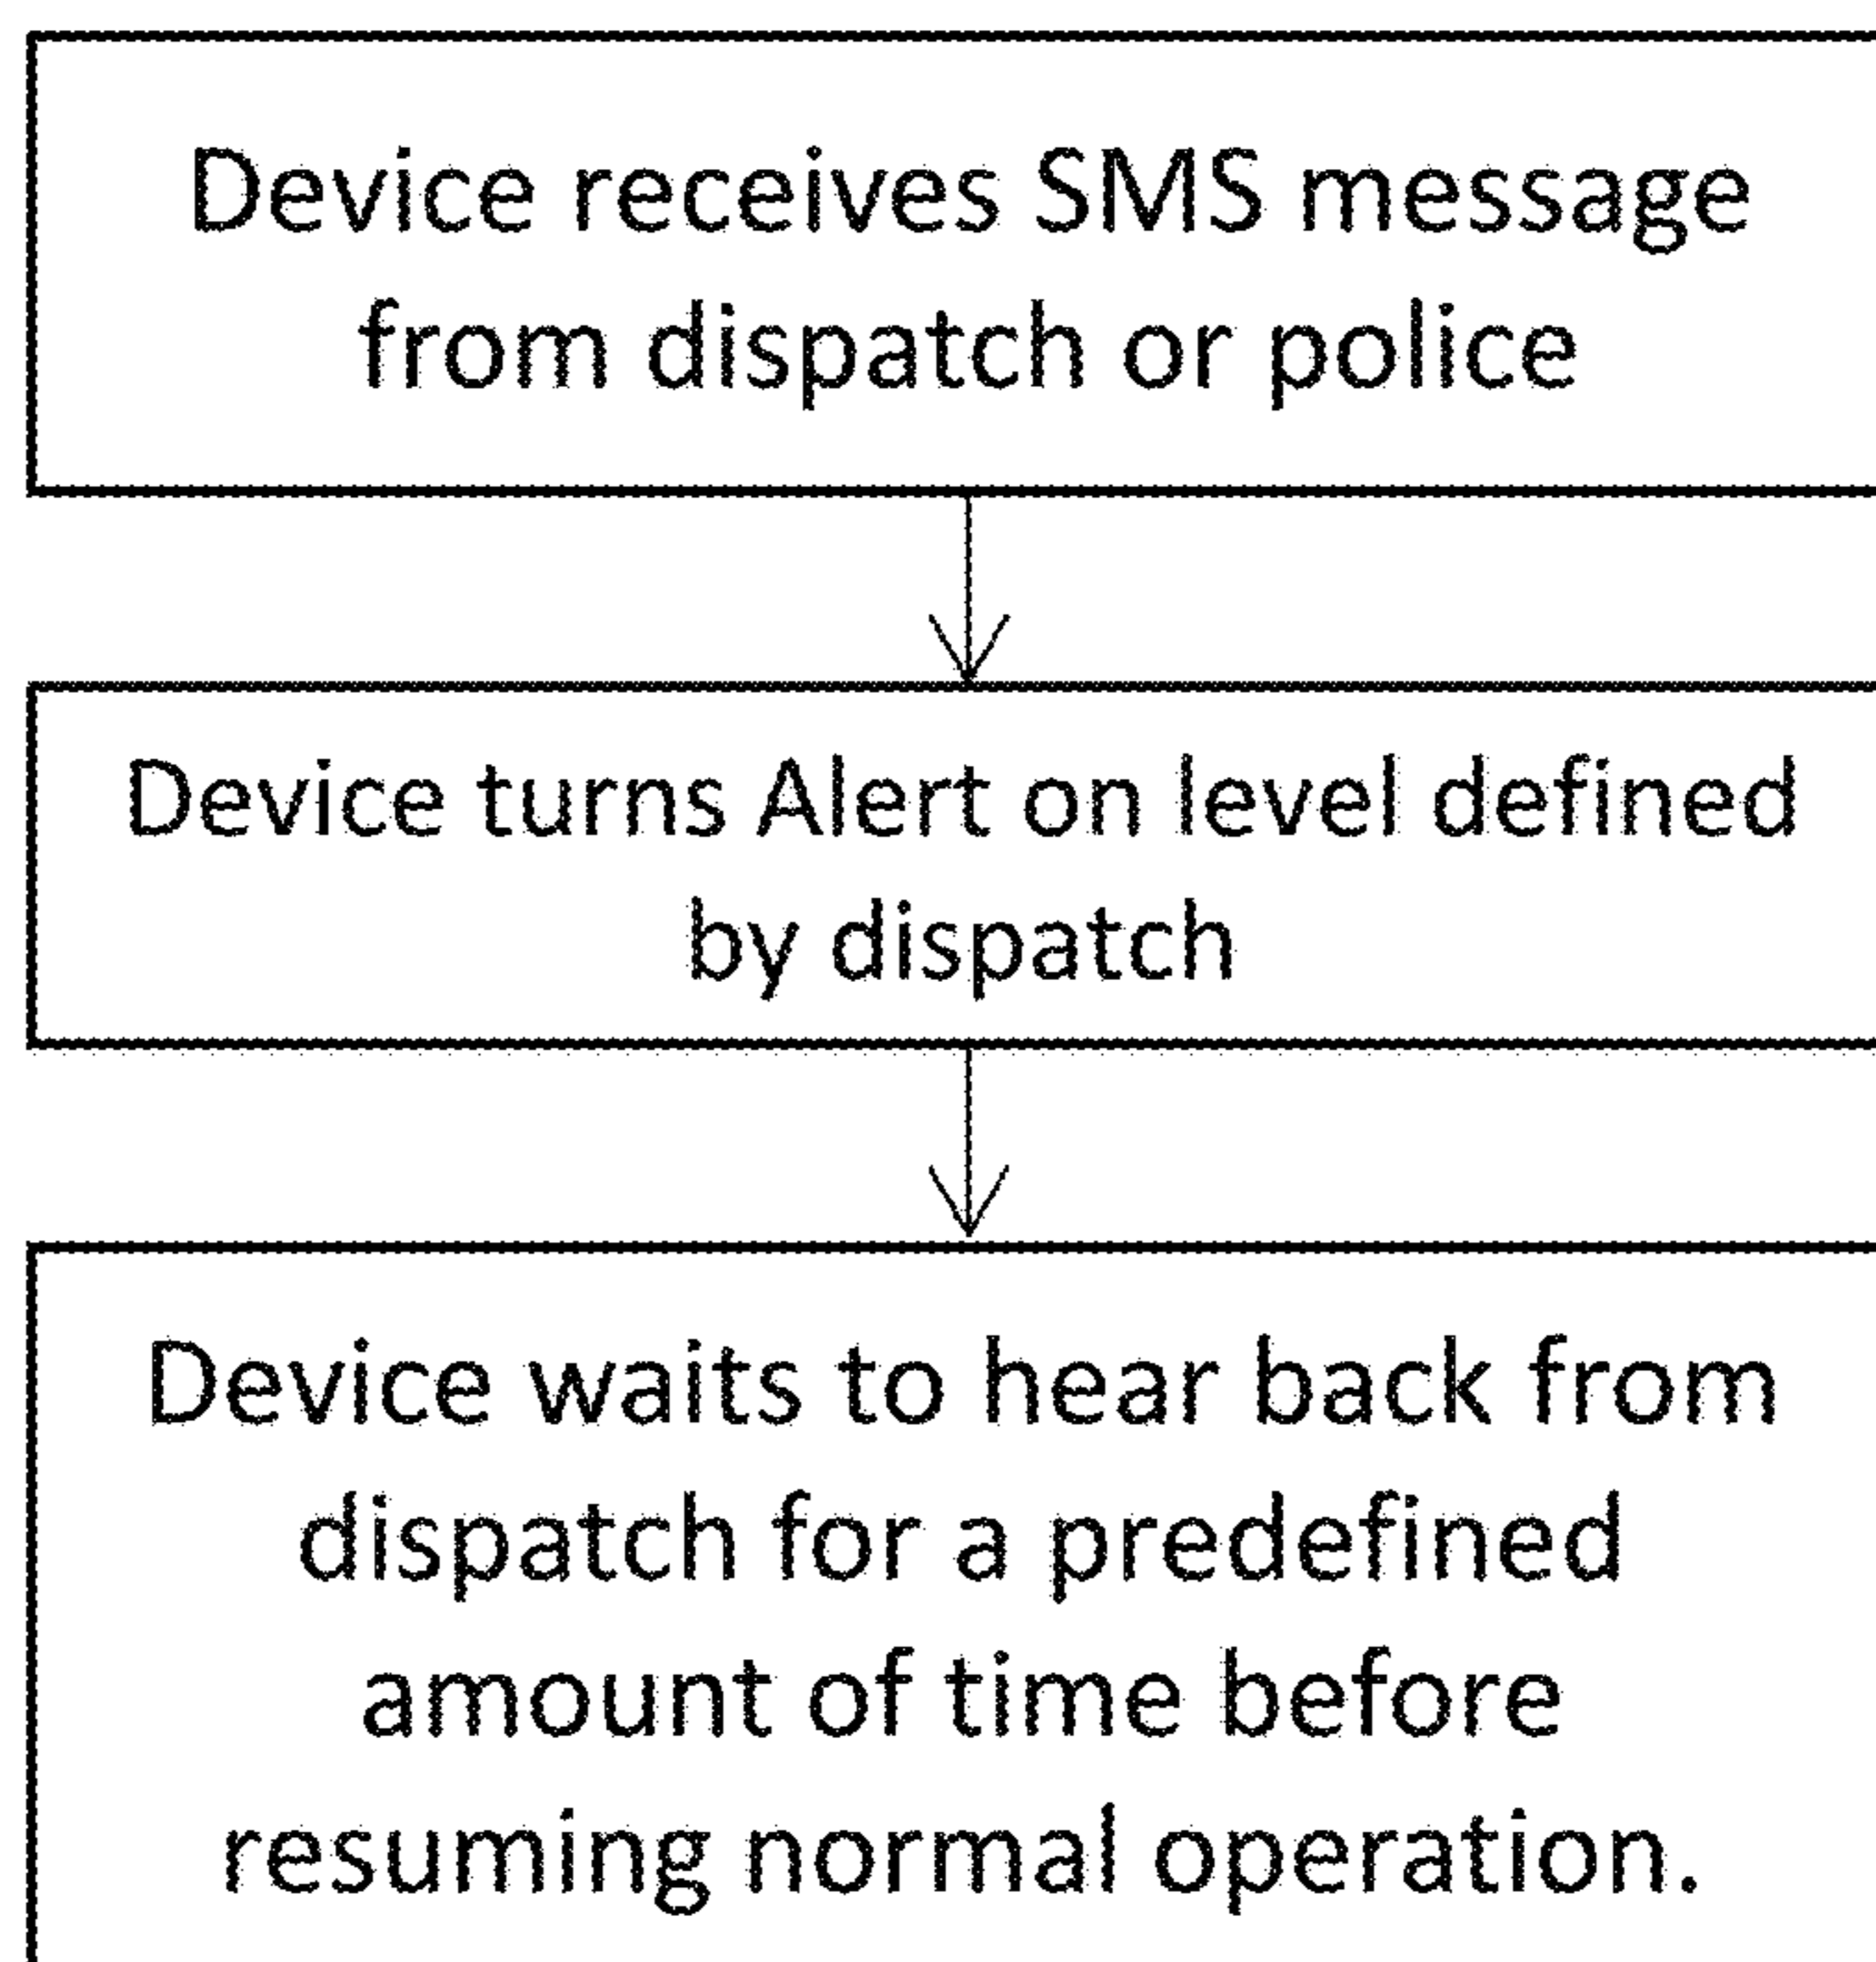 Device receives SMS message
from dispatch or police
Device turns Alert on level defined
by dispatch
Device waits to hear back from
dispatch for a predefined
amount of time before
resuming normal operation.